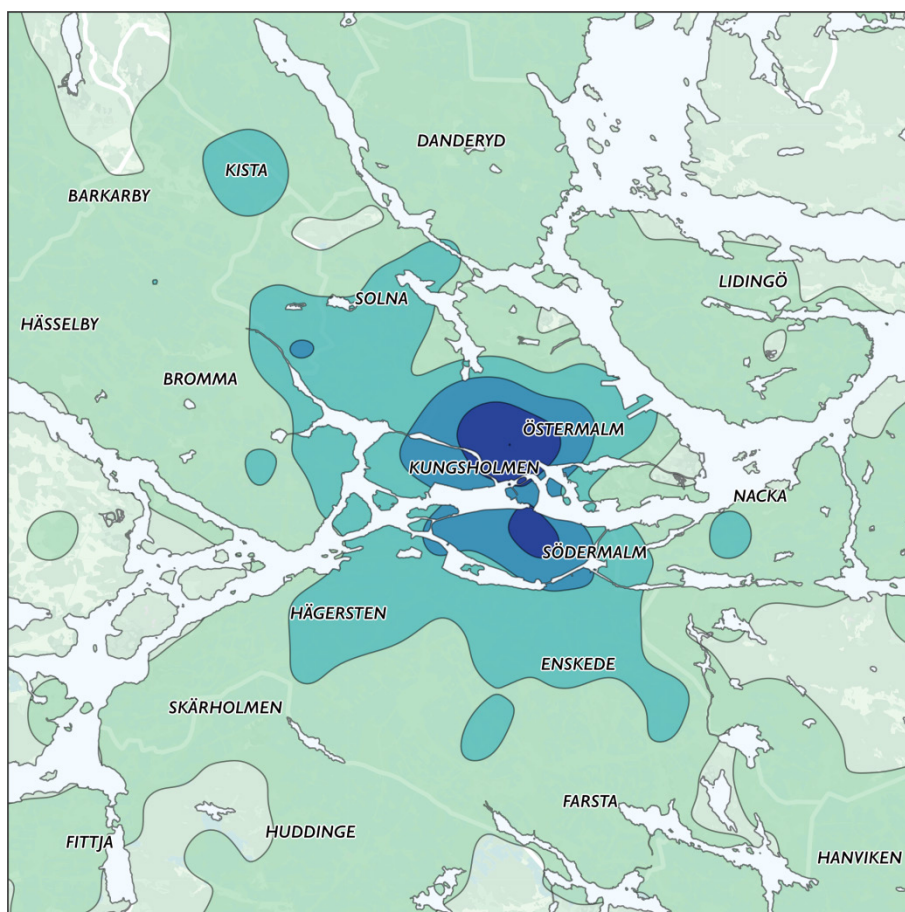 DANDERYD
KISTA
BARKARBY
LIDINGÖ
SOLNA
HÄSSELBY
BROMMA
ÖSTERMALM
KUNGSHOLMEN
NACKA
SÖDERMALM
HÄGERSTEN
ENSKEDE
SKÄRHOLMEN
FARSTA
HUDDINGE
FITTJA
HANVIKEN